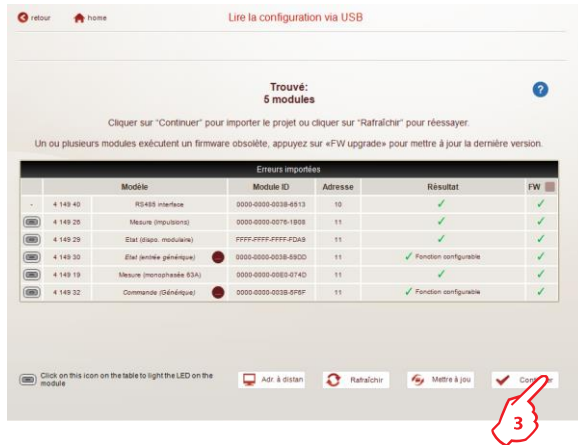 retour home Lire la configuration via USB
Trouvé:
5 modules
?
Cliquer sur "Continuer" pour importer le projet ou cliquer sur "Rafraîchir" pour réessayer.
Un ou plusieurs modules exécutent un firmware obsolète, appuyez sur «FW upgrade» pour mettre à jour la dernière version.
Erreurs importées
Modèle Module ID Adresse Résultat FW
- 4 149 40 RS485 interface 0000-0000-003B-6513 10
4 149 26 Mesure (impulsions) 0000-0000-0076-1B08 11
4 149 29 Etat (dispo. modulaire) FFFF-FFFF-FFFF-FDA9 11
4 149 30 Etat (entrée générique) 0000-0000-003B-59DD 11 Fonction configurable
4 149 19 Mesure (monophasée 63A) 0000-0000-00E0-074D 11
4 149 32 Commande (Générique) 0000-0000-003B-5F6F 11 Fonction configurable
Click on this icon on the table to light the LED on the
module
Adr. à distan Rafraîchir Mettre à jou
3